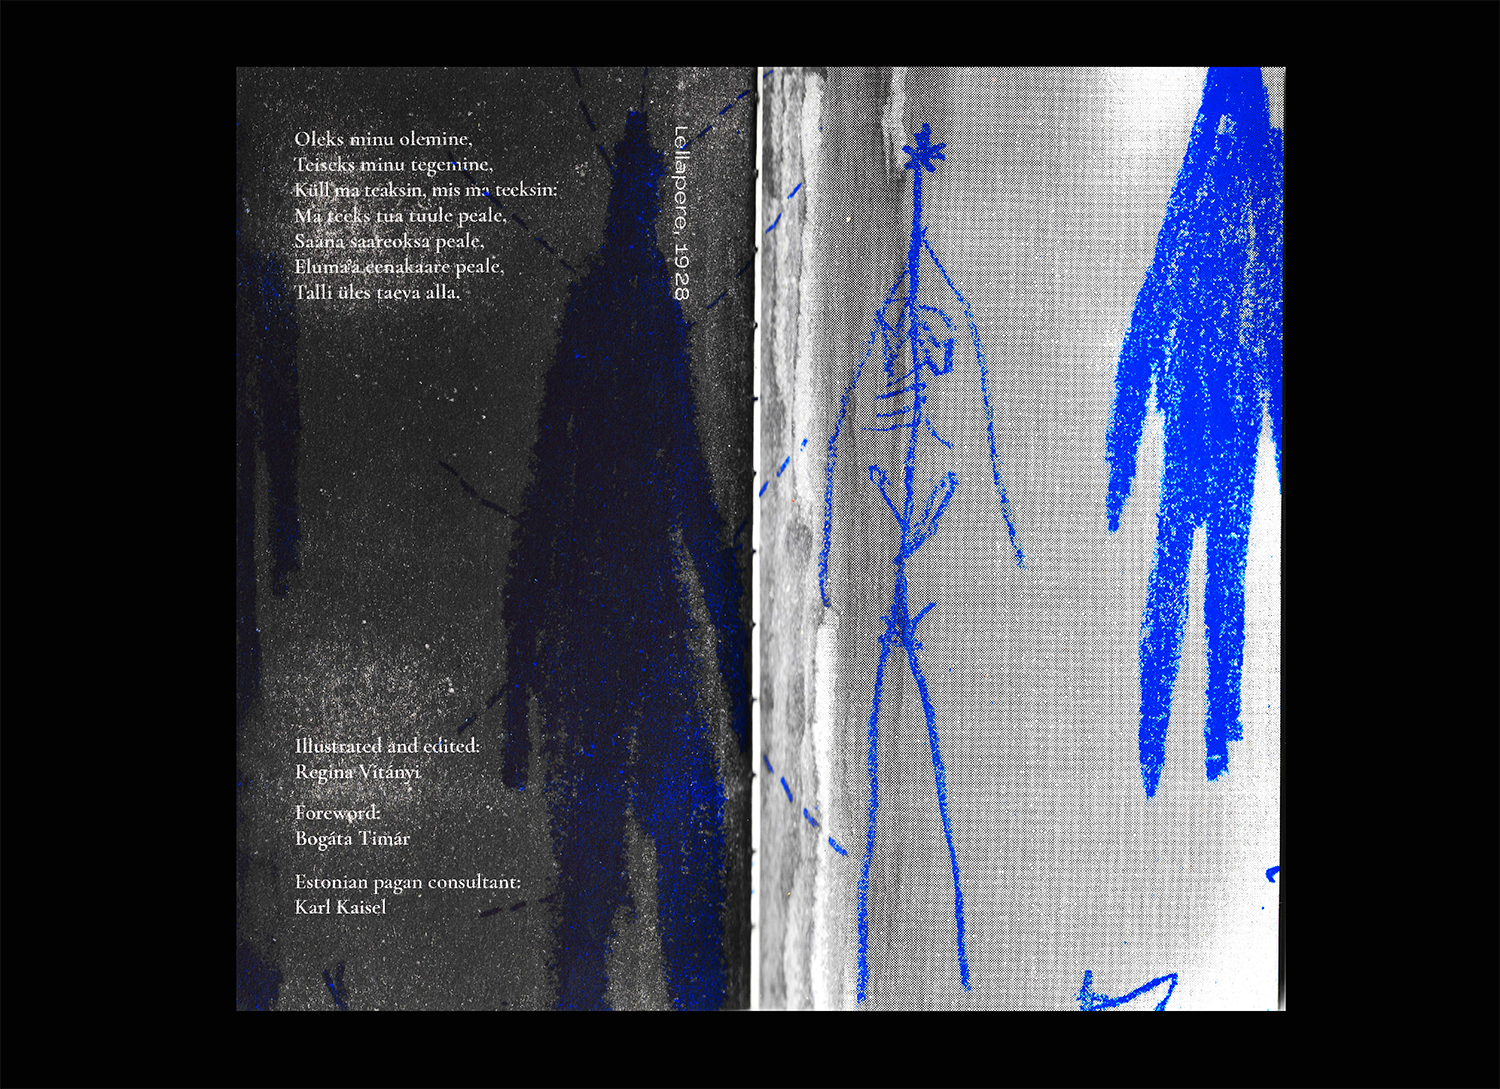 Oleks minu olemine,
Teiseks minu tegemine,
Küll ma teaksin, mis ma teeksin:
Ma teeks tua tuule peale,
Saana saareoksa peale,
Eluma'a eenakaare peale,
Talli üles taeva alla.
Lellapere, 1928
Illustrated and edited:
Regina Vitányi
Foreword:
Bogáta Timár
Estonian pagan consultant:
Karl Kaisel